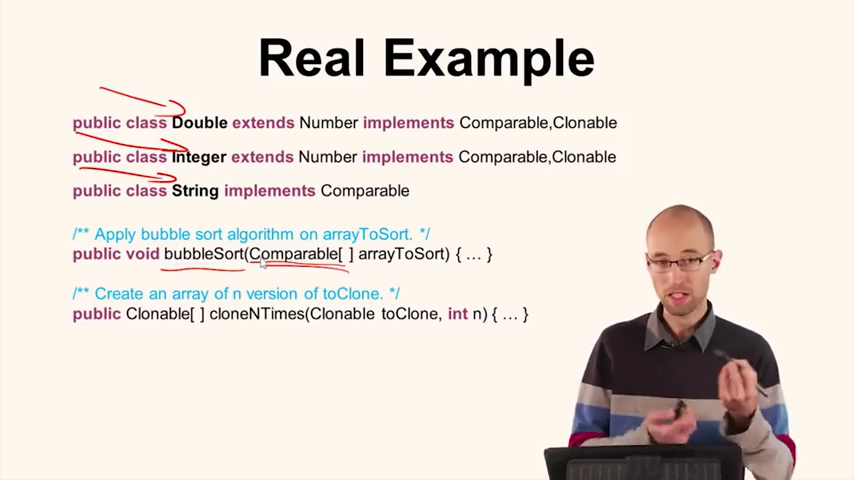 Real Example
public class Double extends Number implements Comparable,Clonable
public class Integer extends Number implements Comparable,Clonable
public class String implements Comparable
/** Apply bubble sort algorithm on arrayToSort. */
public void bubbleSort(Comparable[ ] arrayToSort) { … }
/** Create an array of n version of toClone. */
public Clonable[ ] cloneNTimes(Clonable toClone, int n) { … }